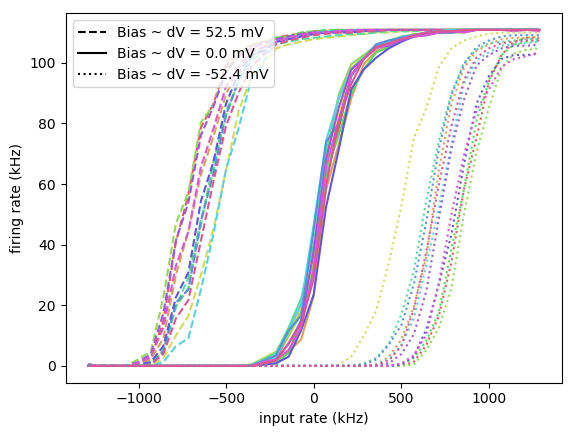 Bias ~ dV = 52.5 mV
Bias ~ dV = 0.0 mV
Bias ~ dV = -52.4 mV
firing rate (kHz)
100
80
60
40
20
0
−1000
−500
0
500
1000
input rate (kHz)